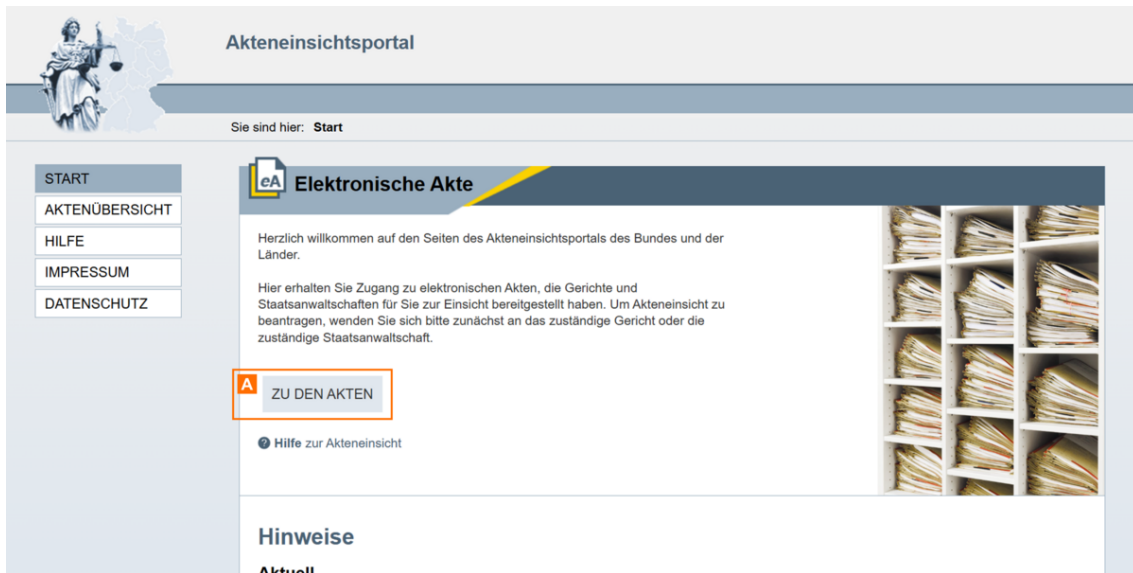 Akteneinsichtsportal
Sie sind hier: Start
START
AKTENÜBERSICHT
HILFE
IMPRESSUM
DATENSCHUTZ
eA Elektronische Akte
Herzlich willkommen auf den Seiten des Akteneinsichtsportals des Bundes und der
Länder.
Hier erhalten Sie Zugang zu elektronischen Akten, die Gerichte und
Staatsanwaltschaften für Sie zur Einsicht bereitgestellt haben. Um Akteneinsicht zu
beantragen, wenden Sie sich bitte zunächst an das zuständige Gericht oder die
zuständige Staatsanwaltschaft.
A
ZU DEN AKTEN
? Hilfe zur Akteneinsicht
Hinweise
Aktuell